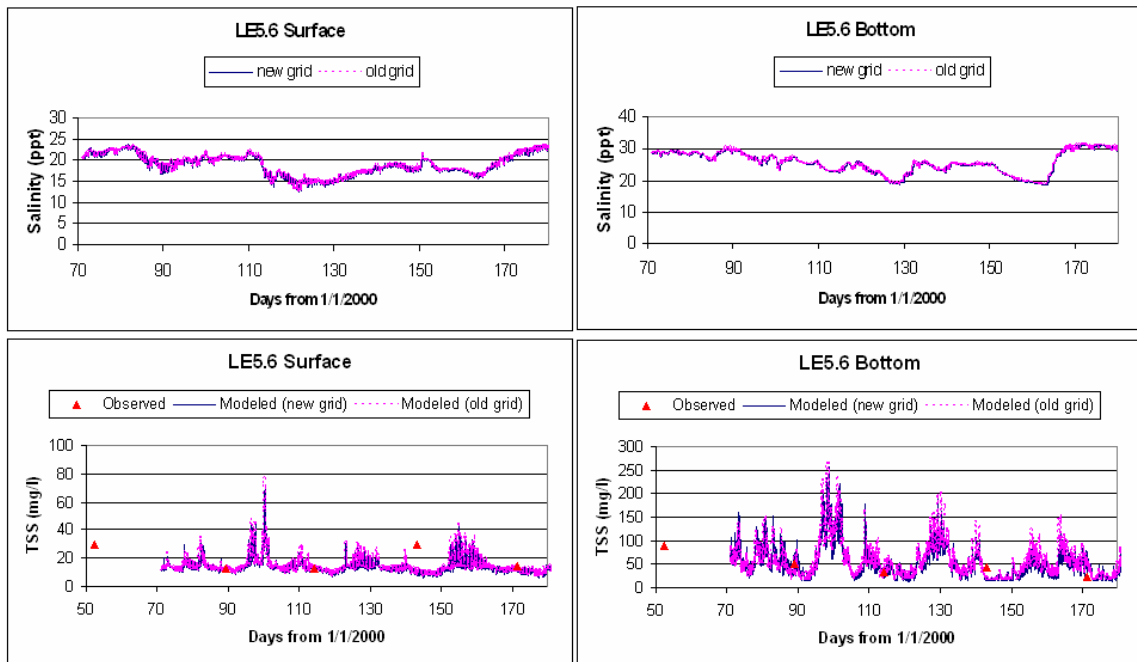 LE5.6 Surface
new grid old grid
30
25
20
15
10
5
0
Salinity (ppt)
70 90 110 130 150 170
Days from 1/1/2000
LE5.6 Bottom
new grid old grid
40
30
20
10
0
Salinity (ppt)
70 90 110 130 150 170
Days from 1/1/2000
LE5.6 Surface
Observed Modeled (new grid) Modeled (old grid)
100
80
60
40
20
0
TSS (mg/l)
50 70 90 110 130 150 170
Days from 1/1/2000
LE5.6 Bottom
Observed Modeled (new grid) Modeled (old grid)
300
250
200
150
100
50
0
TSS (mg/l)
50 70 90 110 130 150 170
Days from 1/1/2000